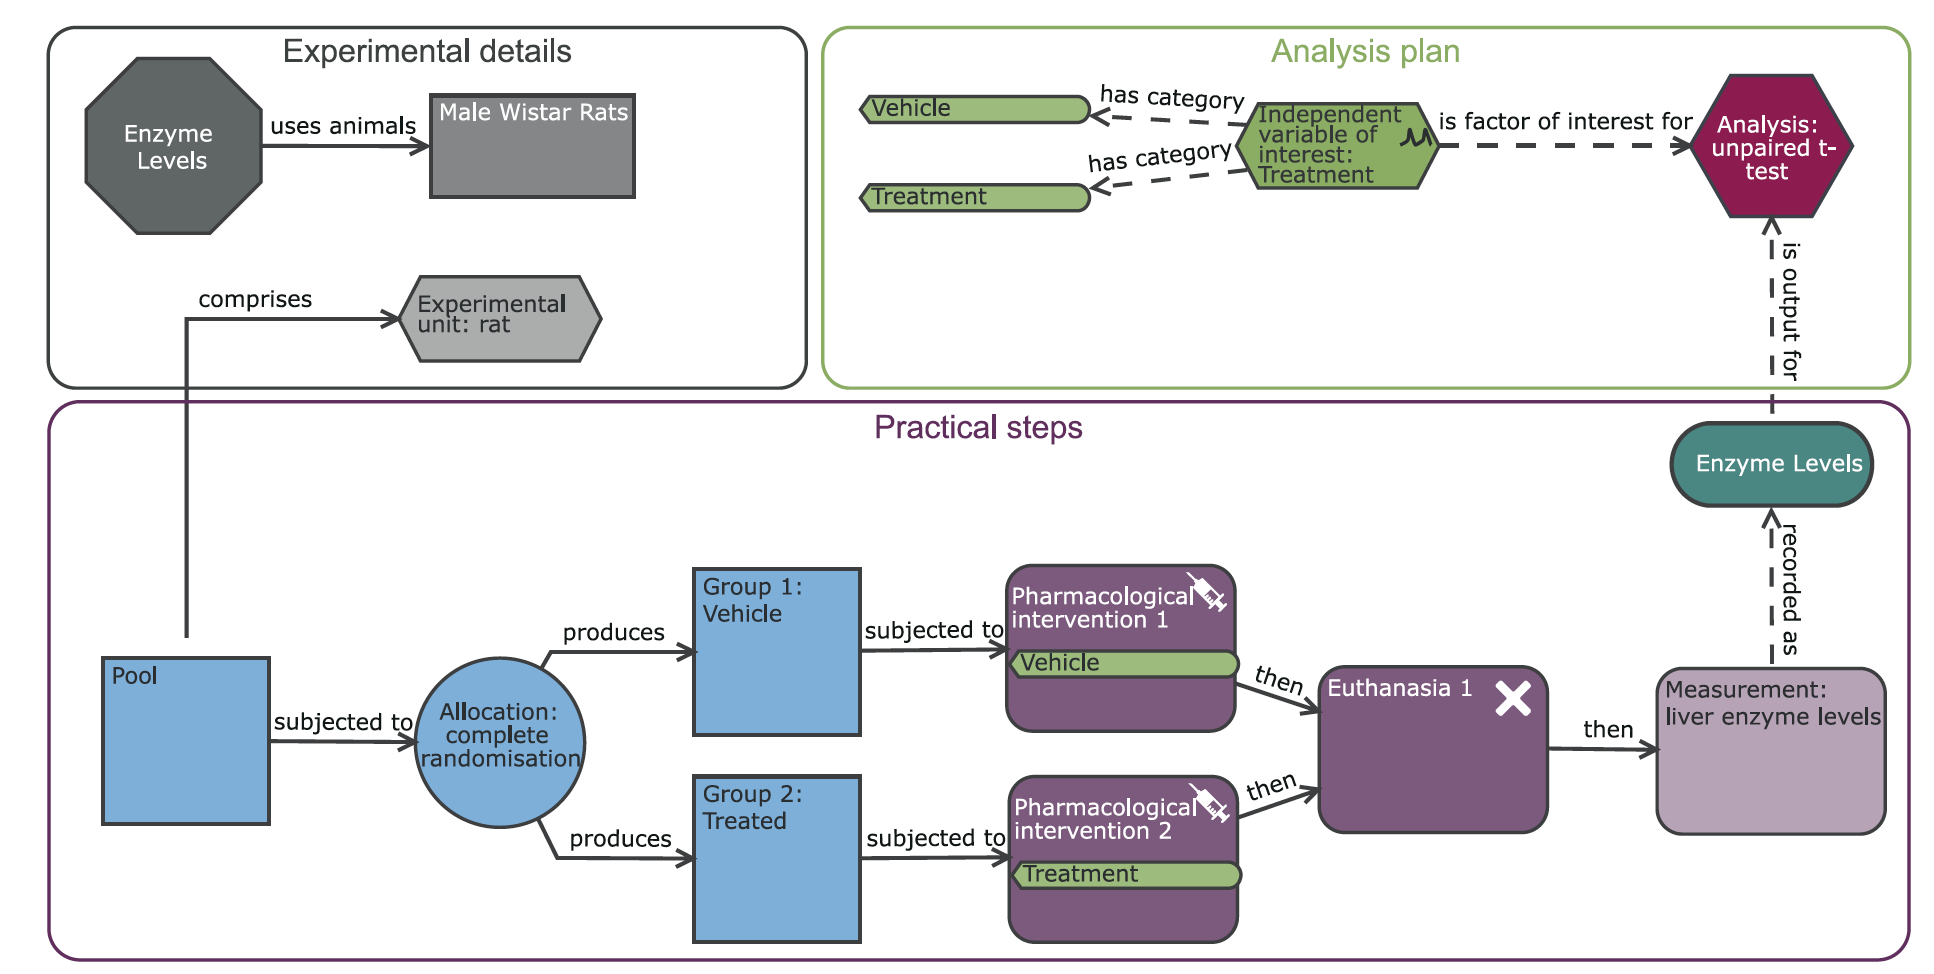 Experimental details
Enzyme
Levels
uses animals
Male Wistar Rats
comprises
Experimental
unit: rat
Analysis plan
Vehicle
has category
Treatment
has category
Independent
variable of
interest:
Treatment
is factor of interest for
Analysis:
unpaired t-
test
is output for
Practical steps
Enzyme Levels
recorded as
Pool
subjected to
Allocation:
complete
randomisation
produces
Group 1:
Vehicle
subjected to
Pharmacological
intervention 1
Vehicle
then
produces
Group 2:
Treated
subjected to
Pharmacological
intervention 2
Treatment
then
Euthanasia 1
then
Measurement:
liver enzyme levels